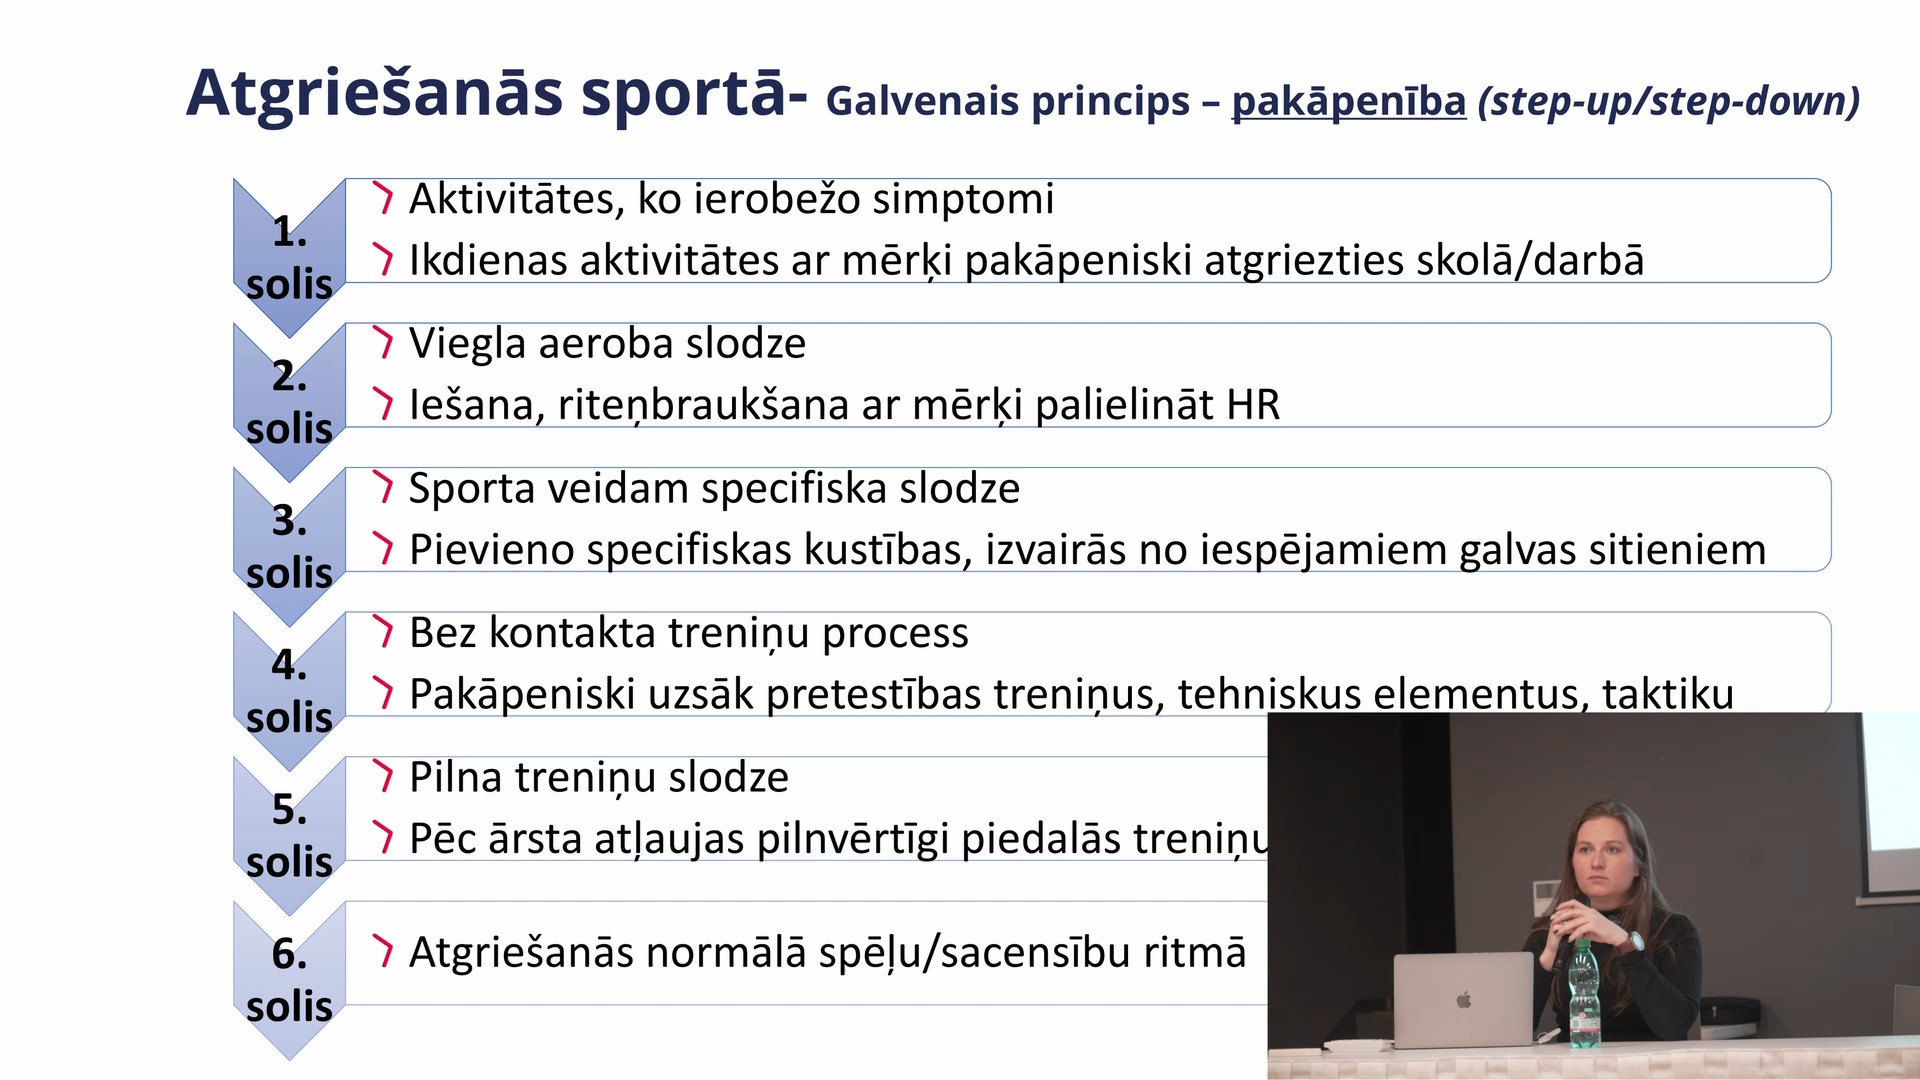 Atgriešanās sportā- Galvenais princips – pakāpenība (step-up/step-down)
1. solis
Aktivitātes, ko ierobežo simptomi
Ikdienas aktivitātes ar mērķi pakāpeniski atgriezties skolā/darbā
2. solis
Viegla aeroba slodze
Iešana, riteņbraukšana ar mērķi palielināt HR
3. solis
Sporta veidam specifiska slodze
Pievieno specifiskas kustības, izvairās no iespējamiem galvas sitieniem
4. solis
Bez kontakta treniņu process
Pakāpeniski uzsāk pretestības treniņus, tehniskus elementus, taktiku
5. solis
Pilna treniņu slodze
Pēc ārsta atļaujas pilnvērtīgi piedalās treniņu
6. solis
Atgriešanās normālā spēļu/sacensību ritmā